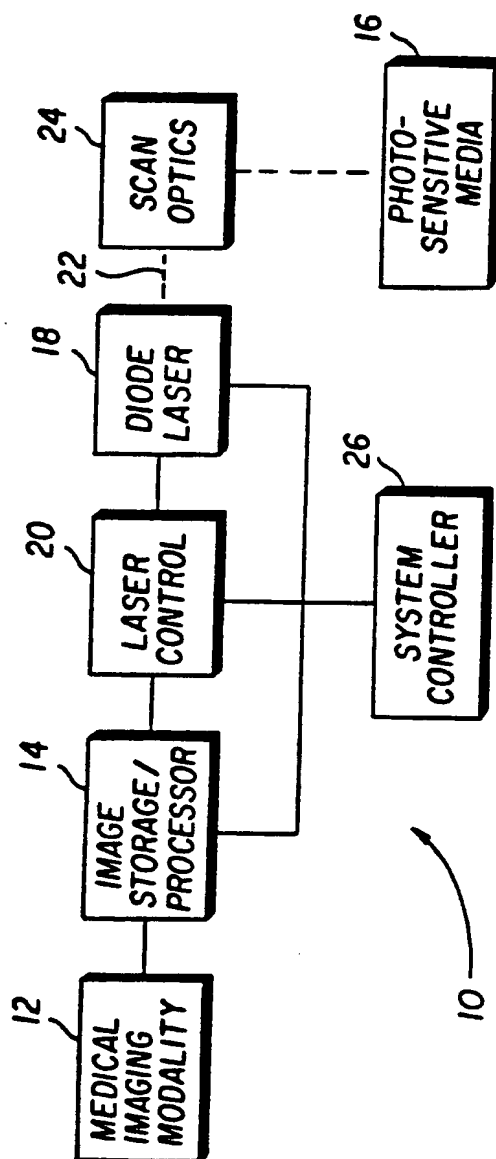 12
MEDICAL
IMAGING
MODALITY
14
IMAGE
STORAGE/
PROCESSOR
20
LASER
CONTROL
18
DIODE
LASER
22
24
SCAN
OPTICS
10
26
SYSTEM
CONTROLLER
16
PHOTO-
SENSITIVE
MEDIA